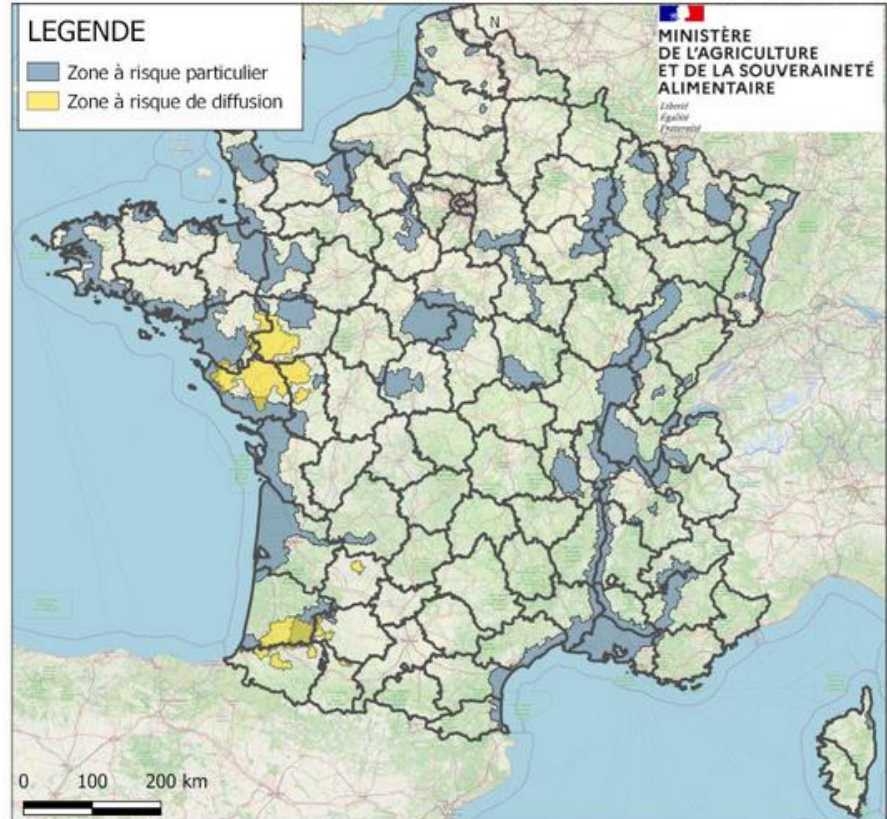 LEGENDE
Zone à risque particulier
Zone à risque de diffusion
N
MINISTÈRE
DE L'AGRICULTURE
ET DE LA SOUVERAINETÉ
ALIMENTAIRE
Liberté
Égalité
Fraternité
0 100 200 km